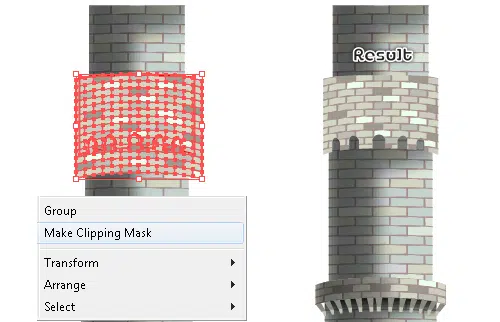 Result
Group
Make Clipping Mask
Transform
Arrange
Select